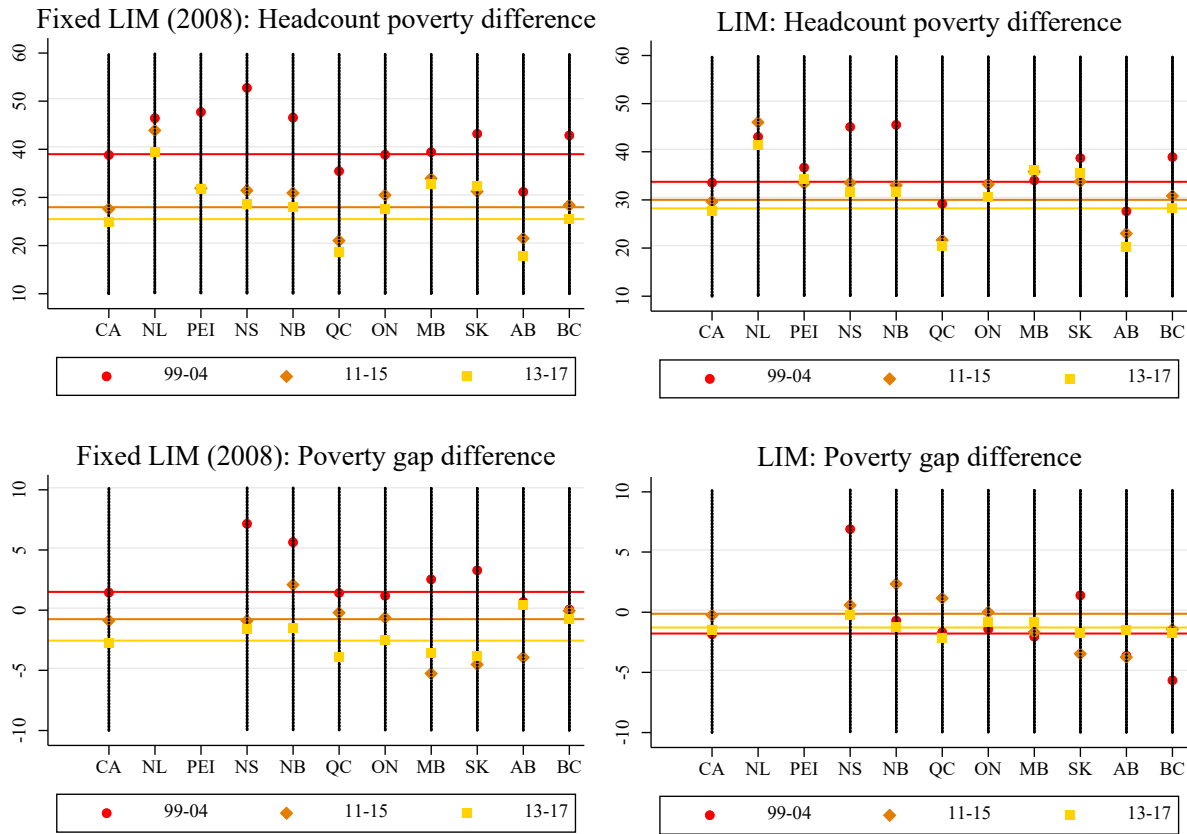 Fixed LIM (2008): Headcount poverty difference
60
50
40
30
20
10
CA NL PEI NS NB QC ON MB SK AB BC
99-04 11-15 13-17
LIM: Headcount poverty difference
60
50
40
30
20
10
CA NL PEI NS NB QC ON MB SK AB BC
99-04 11-15 13-17
Fixed LIM (2008): Poverty gap difference
10
5
0
-5
-10
CA NL PEI NS NB QC ON MB SK AB BC
99-04 11-15 13-17
LIM: Poverty gap difference
10
5
0
-5
-10
CA NL PEI NS NB QC ON MB SK AB BC
99-04 11-15 13-17